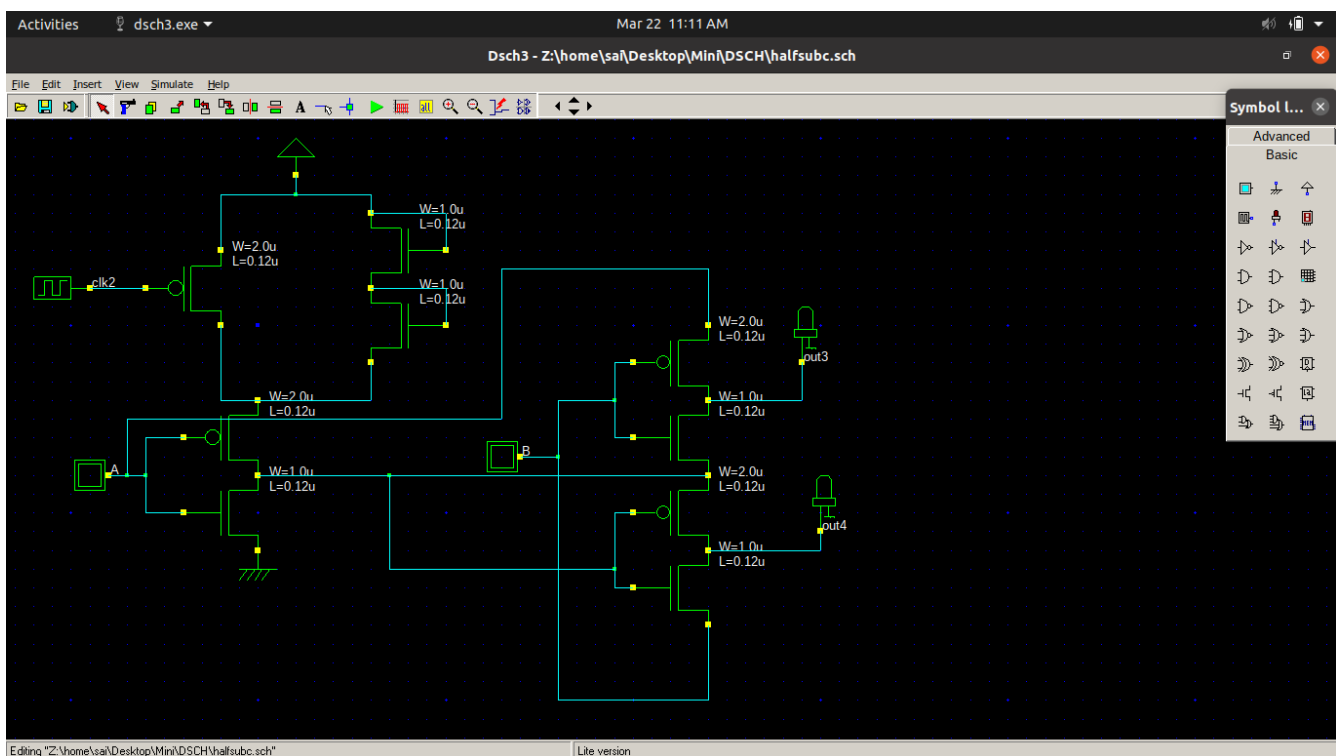 Activities dsch3.exe Mar 22 11:11 AM
Dsch3 - Z:\home\sai\Desktop\Mini\DSCH\halfsubc.sch
File Edit Insert View Simulate Help
Symbol l...
Advanced
Basic
W=1.0u
L=0.12u
W=2.0u
L=0.12u
clk2
W=1.0u
L=0.12u
W=2.0u
L=0.12u
out3
W=2.0u
L=0.12u
W=1.0u
L=0.12u
B
A
W=1.0u
L=0.12u
W=2.0u
L=0.12u
out4
W=1.0u
L=0.12u
Editing "Z:\home\sai\Desktop\Mini\DSCH\halfsubc.sch" Lite version